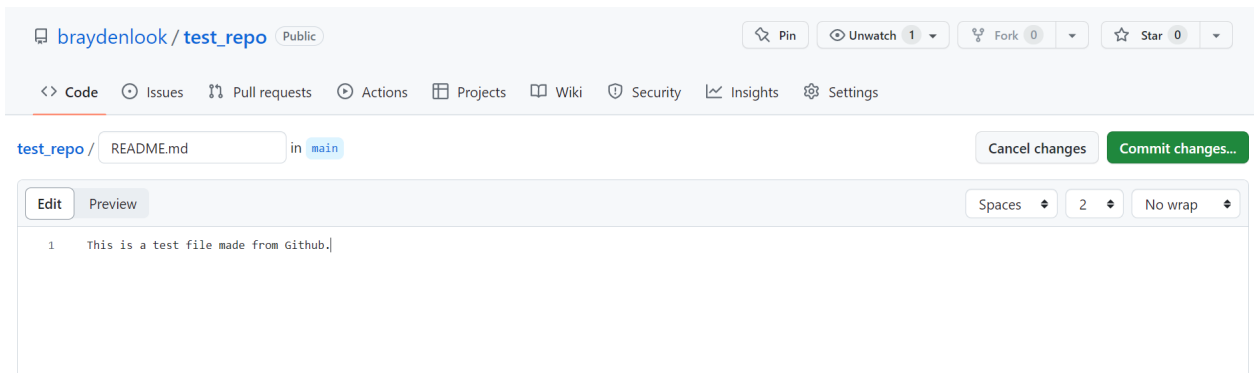 braydenlook / test_repo Public Pin Unwatch 1 Fork 0 Star 0
<> Code Issues Pull requests Actions Projects Wiki Security Insights Settings
test_repo / README.md in main Cancel changes Commit changes...
Edit Preview Spaces 2 No wrap
1 This is a test file made from Github.